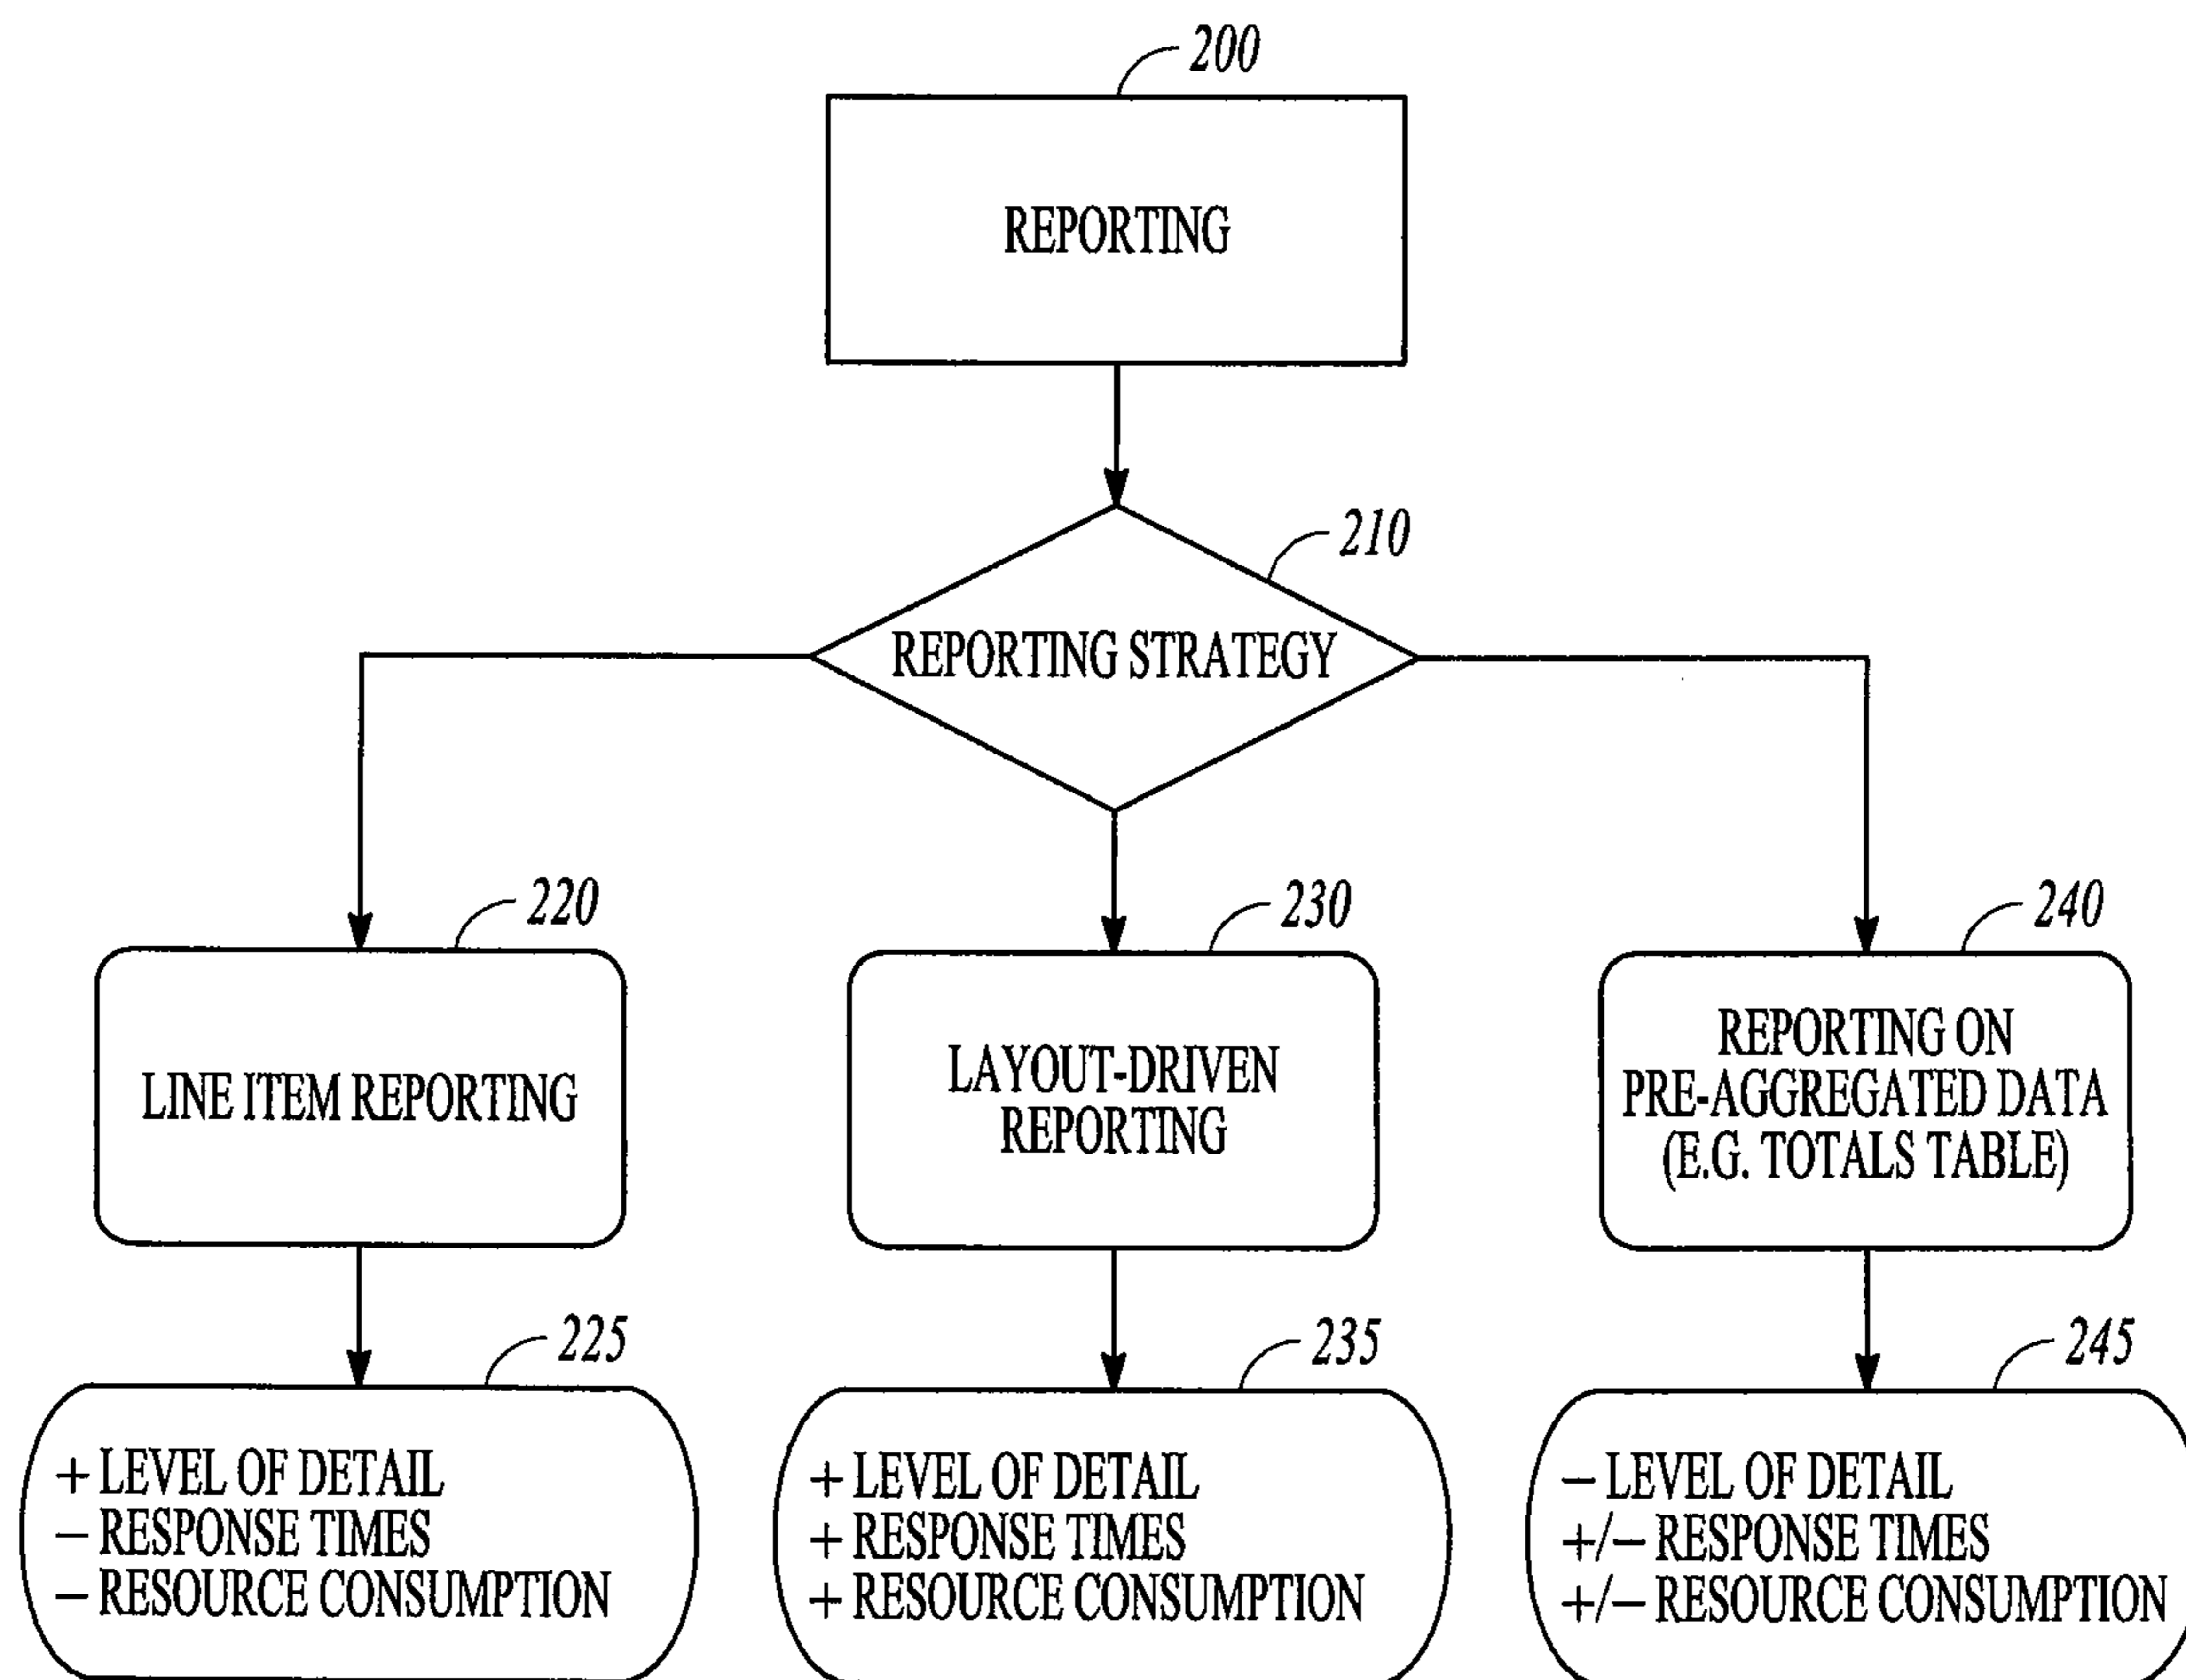 200
REPORTING
210
REPORTING STRATEGY
220
LINE ITEM REPORTING
230
LAYOUT-DRIVEN
REPORTING
240
REPORTING ON
PRE-AGGREGATED DATA
(E.G. TOTALS TABLE)
225
+ LEVEL OF DETAIL
− RESPONSE TIMES
− RESOURCE CONSUMPTION
235
+ LEVEL OF DETAIL
+ RESPONSE TIMES
+ RESOURCE CONSUMPTION
245
− LEVEL OF DETAIL
+/− RESPONSE TIMES
+/− RESOURCE CONSUMPTION